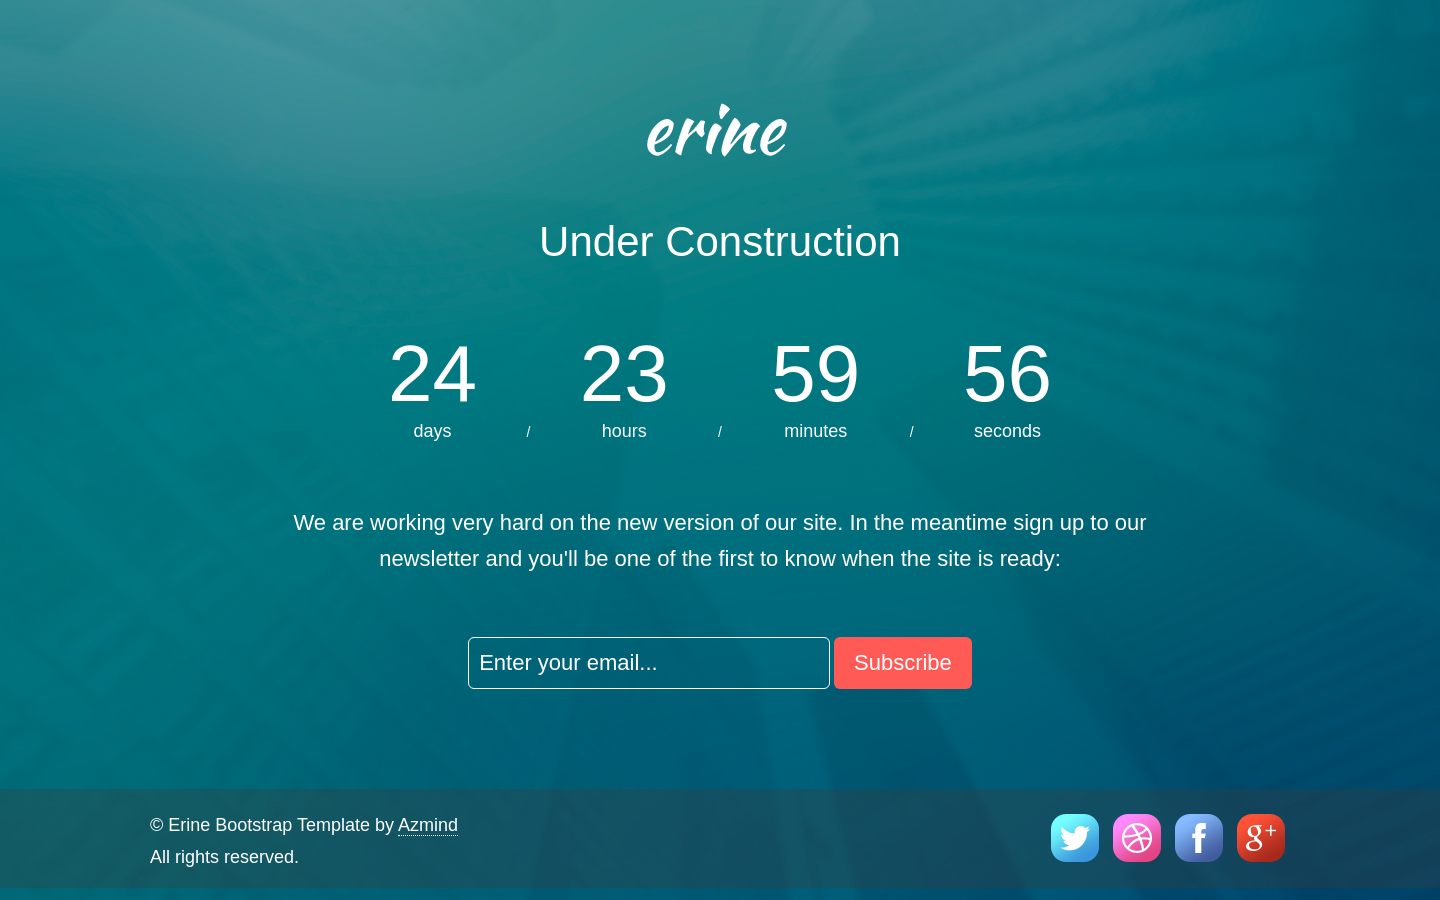 erine
Under Construction
24 23 59 56
days / hours / minutes / seconds
We are working very hard on the new version of our site. In the meantime sign up to our
newsletter and you'll be one of the first to know when the site is ready:
Enter your email... Subscribe
© Erine Bootstrap Template by Azmind
All rights reserved.